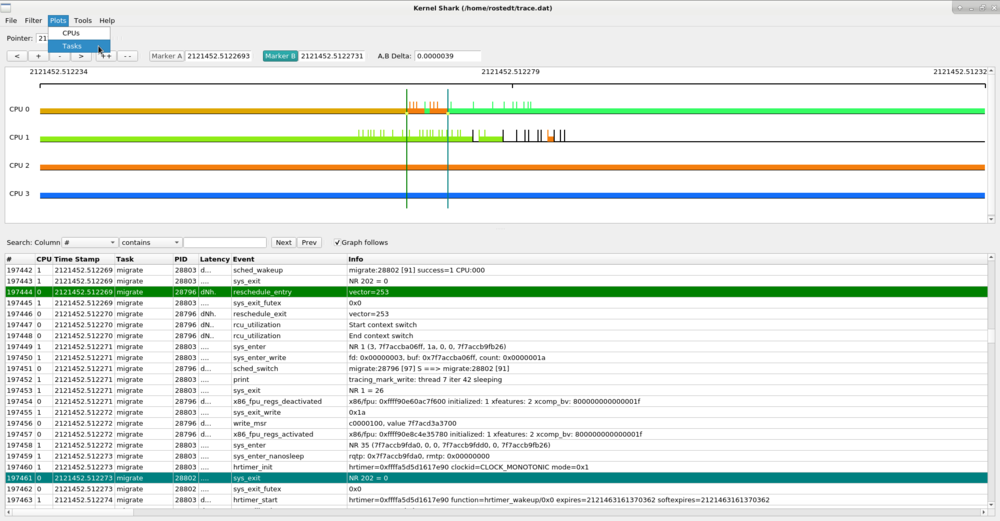 Kernel Shark (/home/rostedt/trace.dat)
File Filter Plots Tools Help
CPUs
Pointer: 21
Tasks
< + - > ++ -- Marker A 2121452.512693 Marker B 2121452.512731 A,B Delta: 0.0000039
2121452.512234 2121452.512279 2121452.51232
CPU 0
CPU 1
CPU 2
CPU 3
Search: Column # contains Next Prev Graph follows
# CPU Time Stamp Task PID Latency Event Info
197442 1 2121452.512269 migrate 28803 d... sched_wakeup migrate:28802 [91] success=1 CPU:000
197443 1 2121452.512269 migrate 28803 .... sys_exit NR 202 = 0
197444 0 2121452.512269 migrate 28796 dNh. reschedule_entry vector=253
197445 1 2121452.512269 migrate 28803 .... sys_exit_futex 0x0
197446 0 2121452.512270 migrate 28796 dNh. reschedule_exit vector=253
197447 0 2121452.512270 migrate 28796 dN.. rcu_utilization Start context switch
197448 0 2121452.512270 migrate 28796 dN.. rcu_utilization End context switch
197449 1 2121452.512271 migrate 28803 .... sys_enter NR 1 (3, 7f7accba06ff, 1a, 0, 0, 7f7accb9fb26)
197450 1 2121452.512271 migrate 28803 .... sys_enter_write fd: 0x00000003, buf: 0x7f7accba06ff, count: 0x0000001a
197451 0 2121452.512271 migrate 28796 d... sched_switch migrate:28796 [97] S ==> migrate:28802 [91]
197452 1 2121452.512271 migrate 28803 .... print tracing_mark_write: thread 7 iter 42 sleeping
197453 1 2121452.512271 migrate 28803 .... sys_exit NR 1 = 26
197454 0 2121452.512271 migrate 28796 d... x86_fpu_regs_deactivated x86/fpu: 0xffff90e60ac7f600 initialized: 1 xfeatures: 2 xcomp_bv: 800000000000001f
197455 1 2121452.512272 migrate 28803 .... sys_exit_write 0x1a
197456 0 2121452.512272 migrate 28796 d... write_msr c0000100, value 7f7acd3a3700
197457 0 2121452.512272 migrate 28796 d... x86_fpu_regs_activated x86/fpu: 0xffff90e8c4e35780 initialized: 1 xfeatures: 2 xcomp_bv: 800000000000001f
197458 1 2121452.512272 migrate 28803 .... sys_enter NR 35 (7f7accb9fda0, 0, 0, 7f7accb9fdd0, 0, 7f7accb9fb26)
197459 1 2121452.512273 migrate 28803 .... sys_enter_nanosleep rqtp: 0x7f7accb9fda0, rmtp: 0x00000000
197460 1 2121452.512273 migrate 28803 .... hrtimer_init hrtimer=0xffffa5d5d1617e90 clockid=CLOCK_MONOTONIC mode=0x1
197461 0 2121452.512273 migrate 28802 .... sys_exit NR 202 = 0
197462 0 2121452.512273 migrate 28802 .... sys_exit_futex 0x0
197463 1 2121452.512274 migrate 28803 d... hrtimer_start hrtimer=0xffffa5d5d1617e90 function=hrtimer_wakeup/0x0 expires=2121463161370362 softexpires=2121463161370362